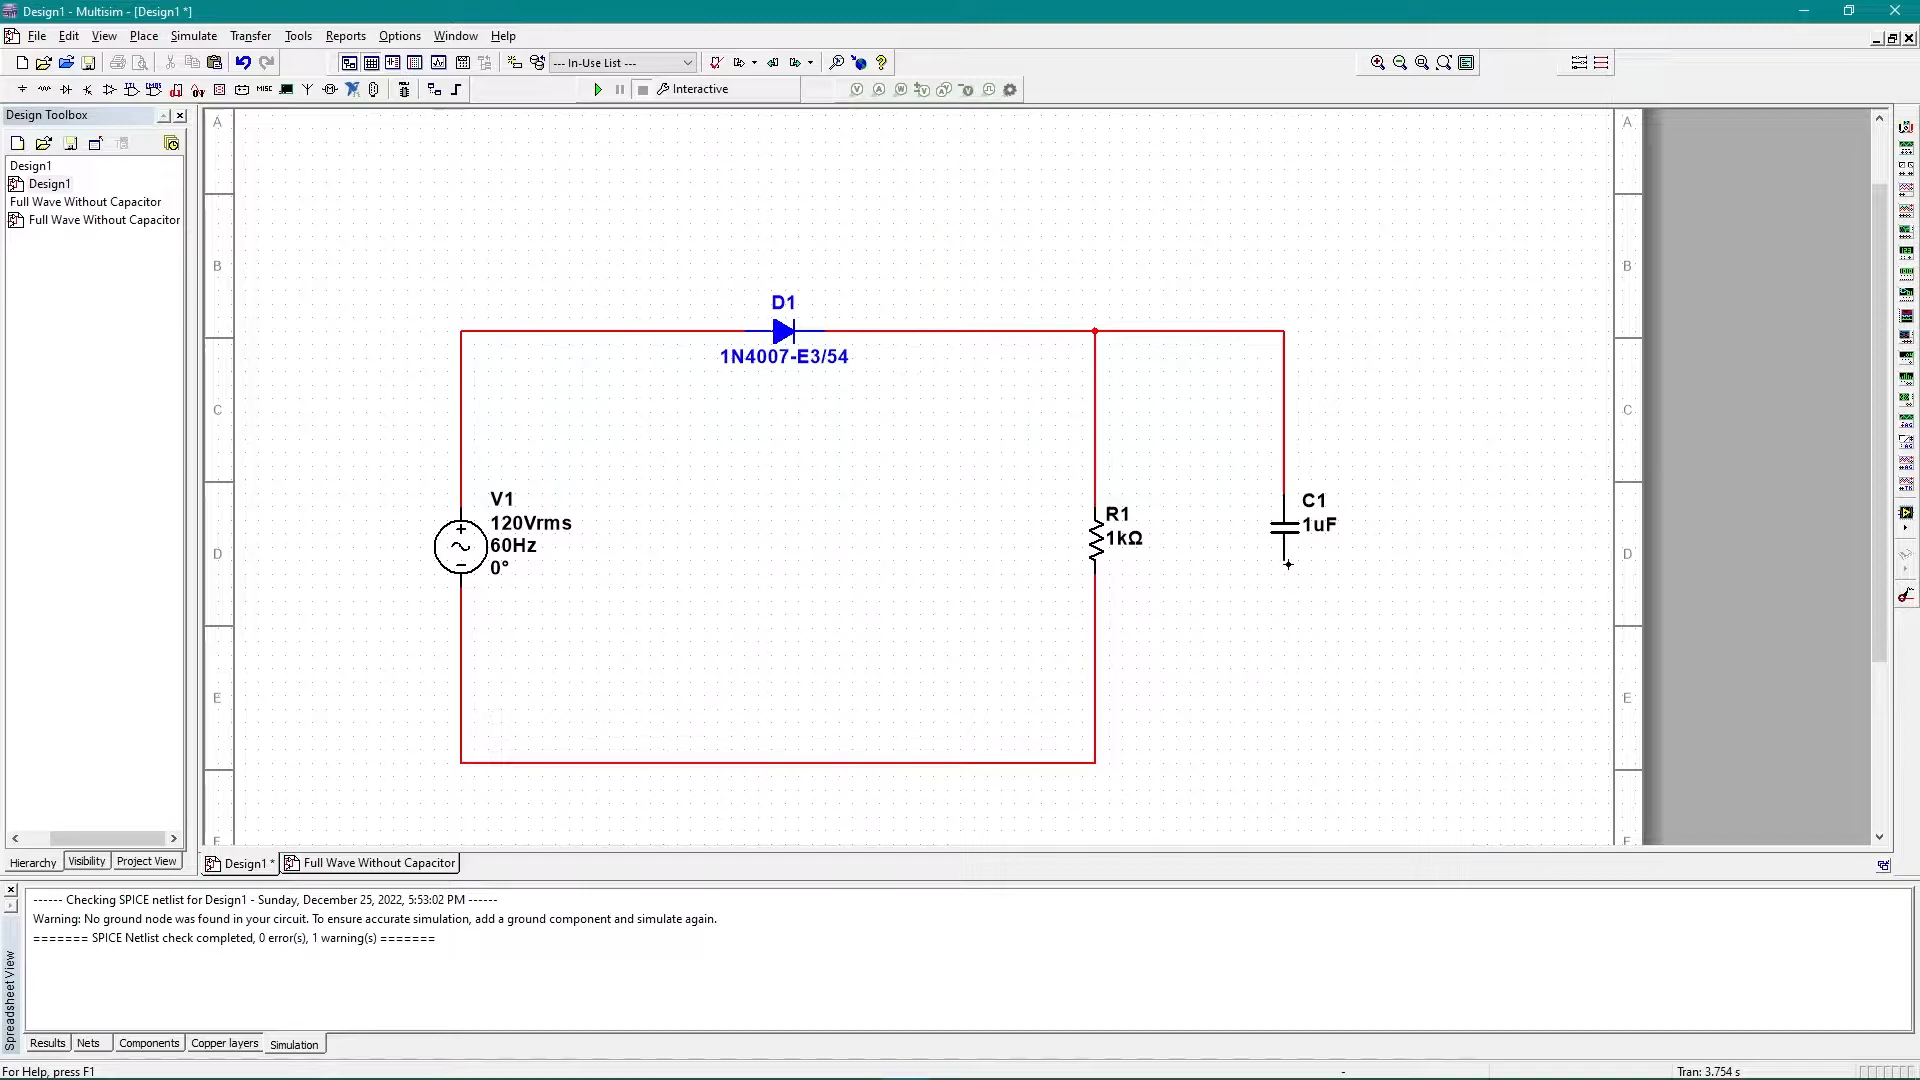 Design1 - Multisim - [Design1 *]
File Edit View Place Simulate Transfer Tools Reports Options Window Help
--- In-Use List ---
Interactive
Design Toolbox
Design1
Design1
Full Wave Without Capacitor
Full Wave Without Capacitor
Hierarchy Visibility Project View
A A
B B
C C
D D
E E
D1
1N4007-E3/54
V1
120Vrms
60Hz
0°
R1
1kΩ
C1
1uF
Design1 * Full Wave Without Capacitor
------ Checking SPICE netlist for Design1 - Sunday, December 25, 2022, 5:53:02 PM ------
Warning: No ground node was found in your circuit. To ensure accurate simulation, add a ground component and simulate again.
======= SPICE Netlist check completed, 0 error(s), 1 warning(s) =======
Spreadsheet View
Results Nets Components Copper layers Simulation
For Help, press F1 - Tran: 3.754 s